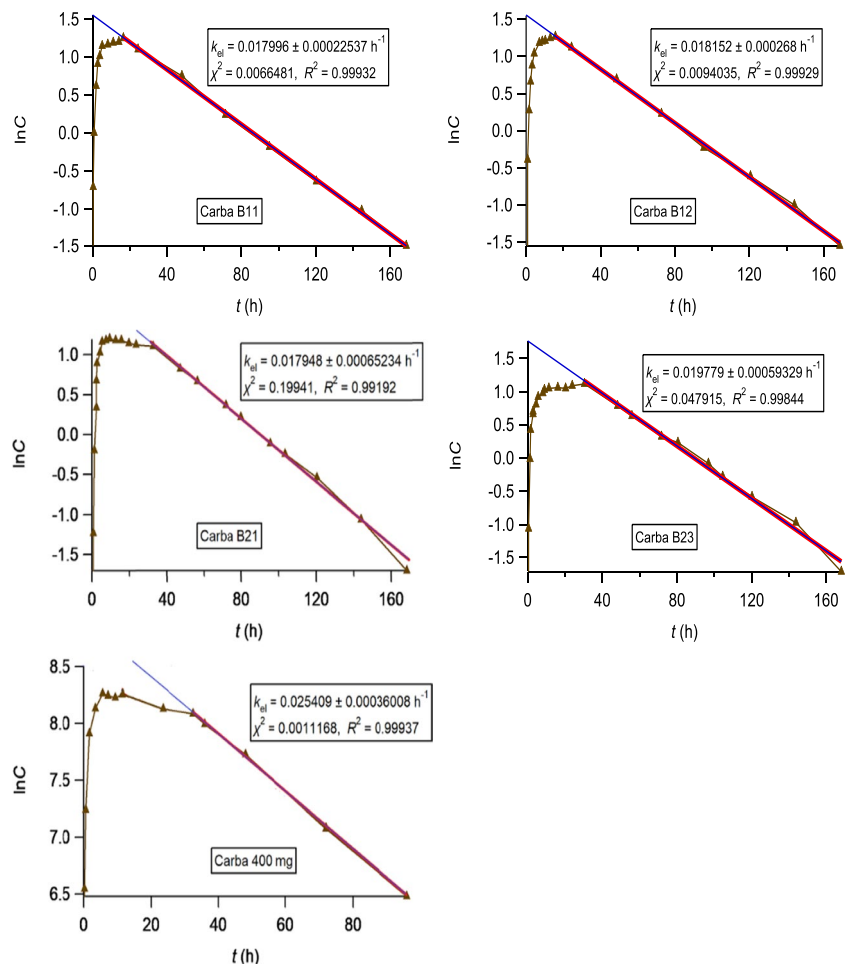 1.5
1.0
0.5
0.0
-0.5
-1.0
-1.5
lnC
kel = 0.017996 ± 0.00022537 h⁻¹
χ² = 0.0066481, R² = 0.99932
Carba B11
0 40 80 120 160
t (h)
1.5
1.0
0.5
0.0
-0.5
-1.0
-1.5
lnC
kel = 0.018152 ± 0.000268 h⁻¹
χ² = 0.0094035, R² = 0.99929
Carba B12
0 40 80 120 160
t (h)
1.0
0.5
0.0
-0.5
-1.0
-1.5
lnC
kel = 0.017948 ± 0.00065234 h⁻¹
χ² = 0.19941, R² = 0.99192
Carba B21
0 40 80 120 160
t (h)
1.5
1.0
0.5
0.0
-0.5
-1.0
-1.5
lnC
kel = 0.019779 ± 0.00059329 h⁻¹
χ² = 0.047915, R² = 0.99844
Carba B23
0 40 80 120 160
t (h)
8.5
8.0
7.5
7.0
6.5
lnC
kel = 0.025409 ± 0.00036008 h⁻¹
χ² = 0.0011168, R² = 0.99937
Carba 400 mg
0 20 40 60 80
t (h)